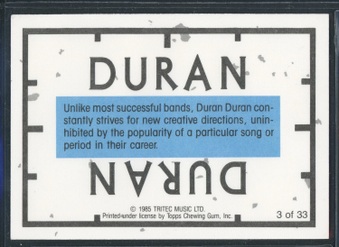 DURAN
Unlike most successful bands, Duran Duran con-
stantly strives for new creative directions, unin-
hibited by the popularity of a particular song or
period in their career.
DURAN
© 1985 TRITEC MUSIC LTD.
Printed under license by Topps Chewing Gum, Inc.
3 of 33